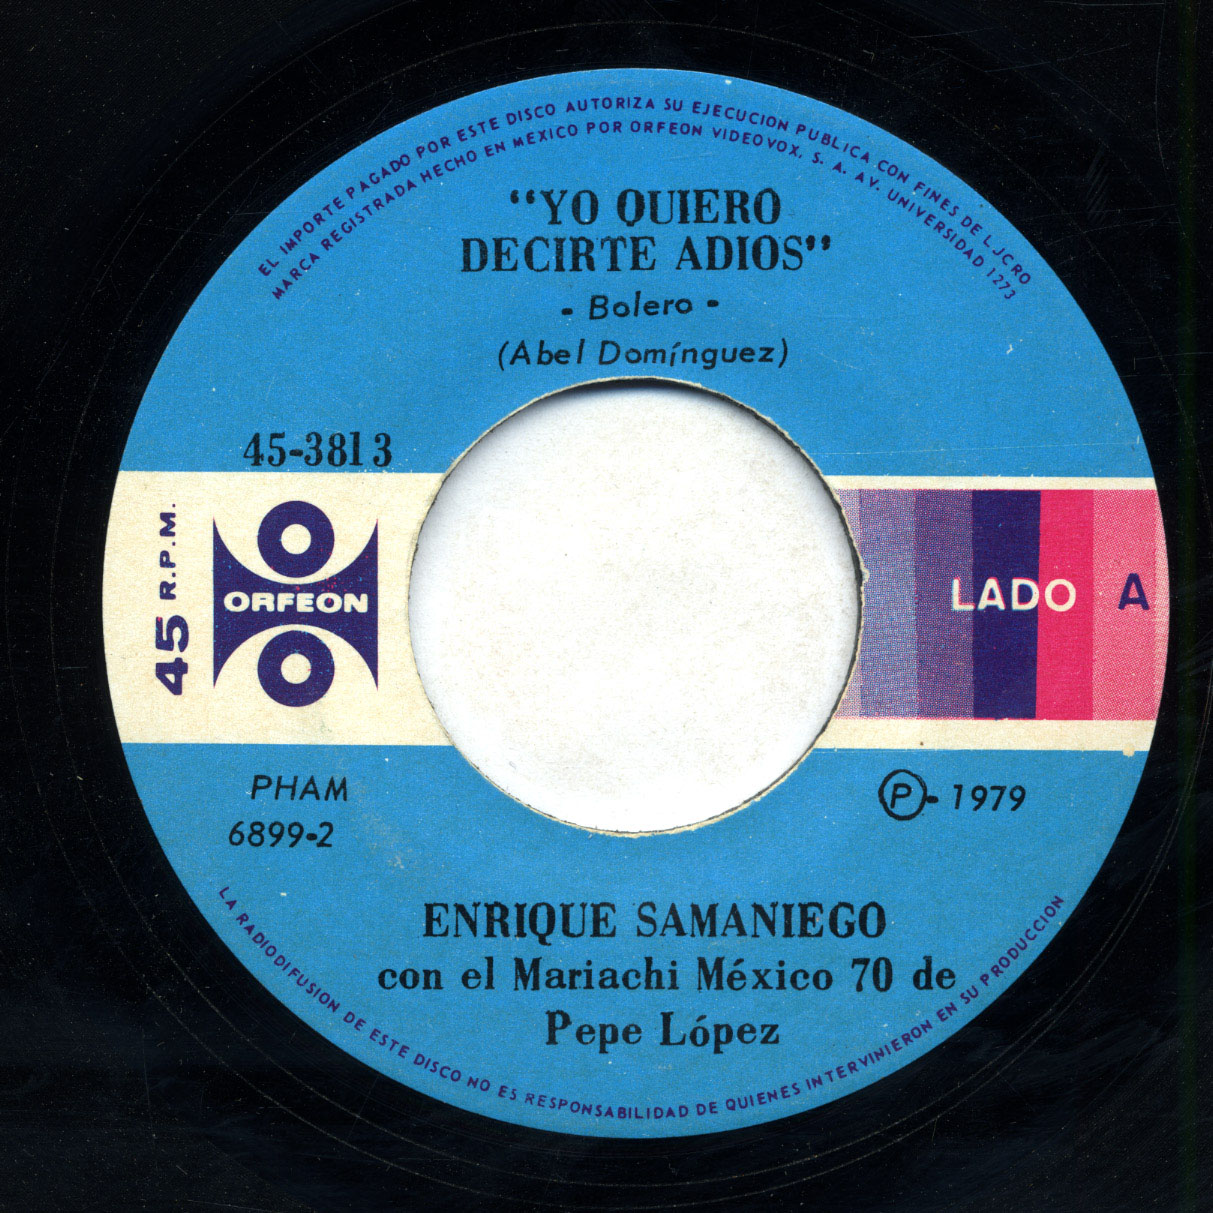 EL IMPORTE PAGADO POR ESTE DISCO AUTORIZA SU EJECUCION PUBLICA CON FINES DE LUCRO
MARCA REGISTRADA HECHO EN MEXICO POR ORFEON VIDEOVOX, S. A. AV. UNIVERSIDAD 1273
"YO QUIERO
DECIRTE ADIOS"
- Bolero -
(Abel Domínguez)
45-3813
45 R.P.M.
ORFEON
LADO A
PHAM
6899-2
P - 1979
ENRIQUE SAMANIEGO
con el Mariachi México 70 de
Pepe López
LA RADIODIFUSION DE ESTE DISCO NO ES RESPONSABILIDAD DE QUIENES INTERVINIERON EN SU PRODUCCION